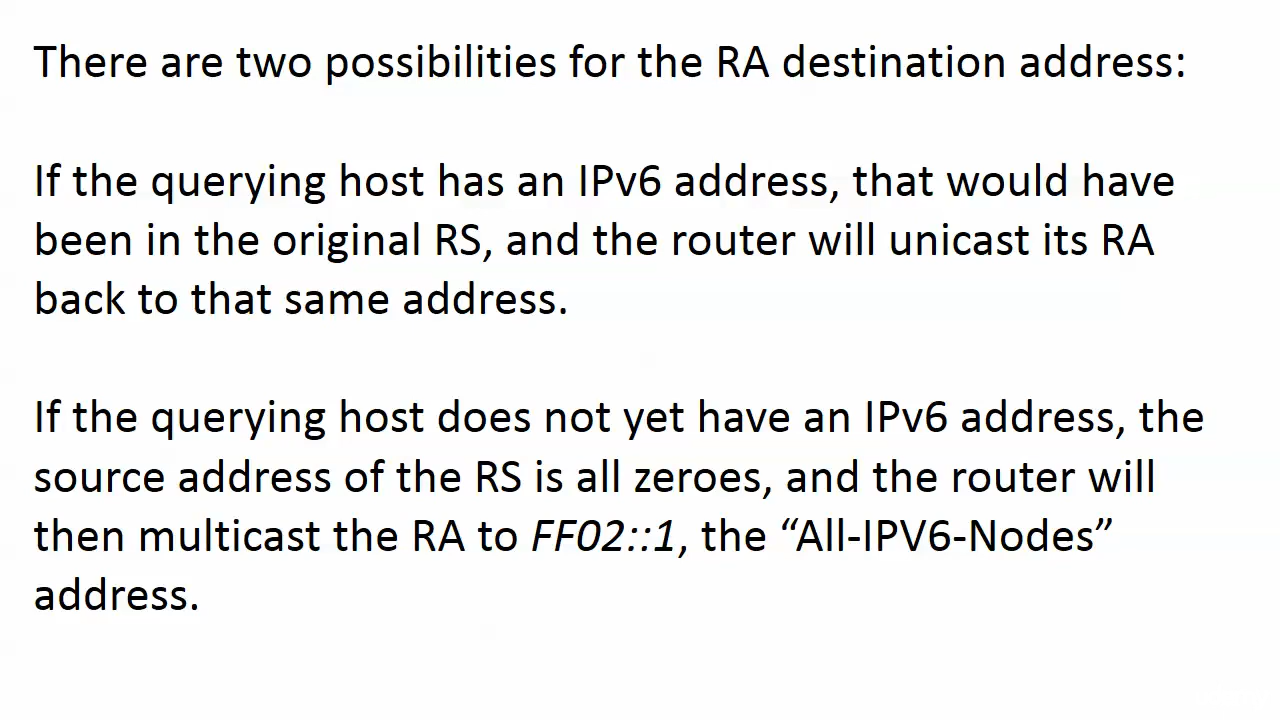 There are two possibilities for the RA destination address:
If the querying host has an IPv6 address, that would have
been in the original RS, and the router will unicast its RA
back to that same address.
If the querying host does not yet have an IPv6 address, the
source address of the RS is all zeroes, and the router will
then multicast the RA to FF02::1, the “All-IPV6-Nodes”
address.